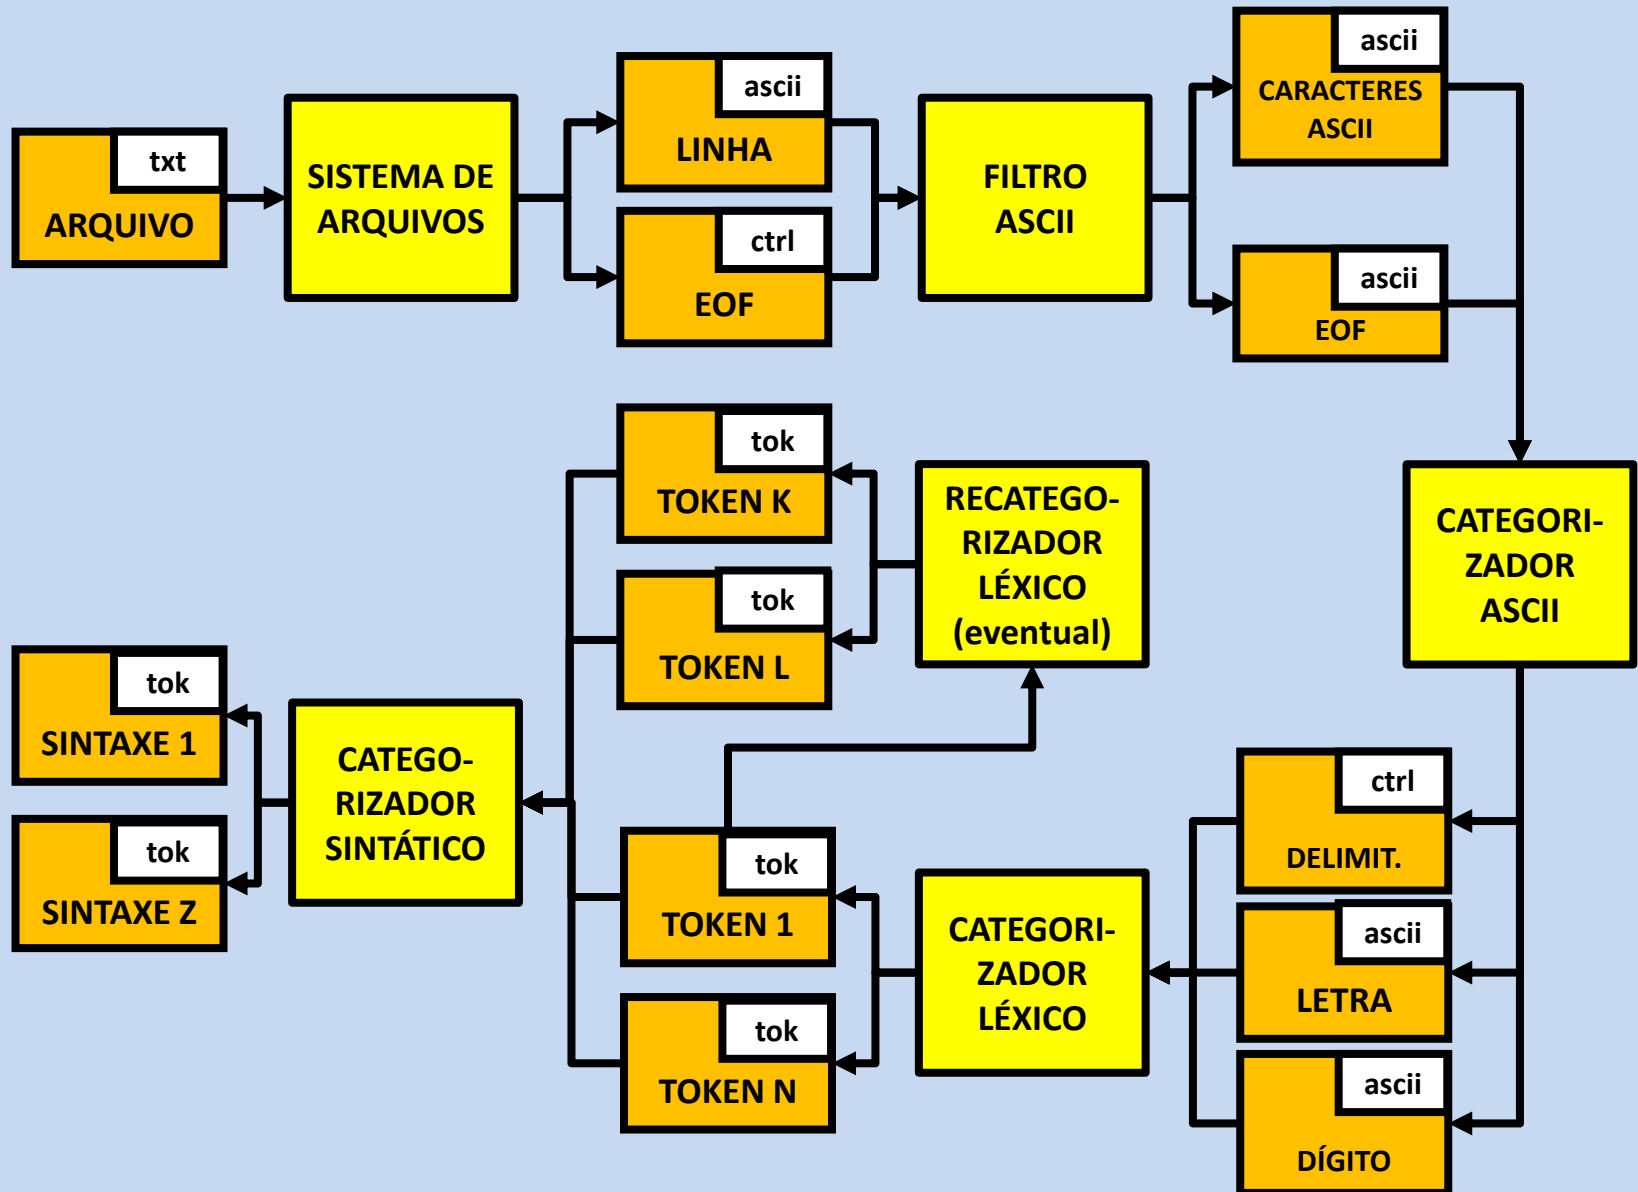 txt
ARQUIVO
SISTEMA DE
ARQUIVOS
ascii
LINHA
ctrl
EOF
FILTRO
ASCII
ascii
CARACTERES
ASCII
ascii
EOF
tok
TOKEN K
tok
TOKEN L
RECATEGO-
RIZADOR
LÉXICO
(eventual)
CATEGORI-
ZADOR
ASCII
tok
SINTAXE 1
tok
SINTAXE Z
CATEGO-
RIZADOR
SINTÁTICO
tok
TOKEN 1
tok
TOKEN N
CATEGORI-
ZADOR
LÉXICO
ctrl
DELIMIT.
ascii
LETRA
ascii
DÍGITO